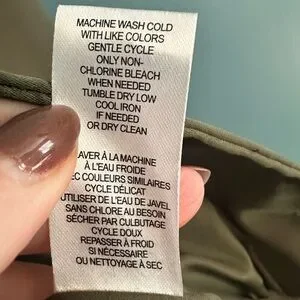 MACHINE WASH COLD
WITH LIKE COLORS
GENTLE CYCLE
ONLY NON-
CHLORINE BLEACH
WHEN NEEDED
TUMBLE DRY LOW
COOL IRON
IF NEEDED
OR DRY CLEAN
AVER À LA MACHINE
À L'EAU FROIDE
EC COULEURS SIMILAIRES
CYCLE DÉLICAT
UTILISER DE L'EAU DE JAVEL
SANS CHLORE AU BESOIN
SÉCHER PAR CULBUTAGE
CYCLE DOUX
REPASSER À FROID
SI NÉCESSAIRE
OU NETTOYAGE À SEC